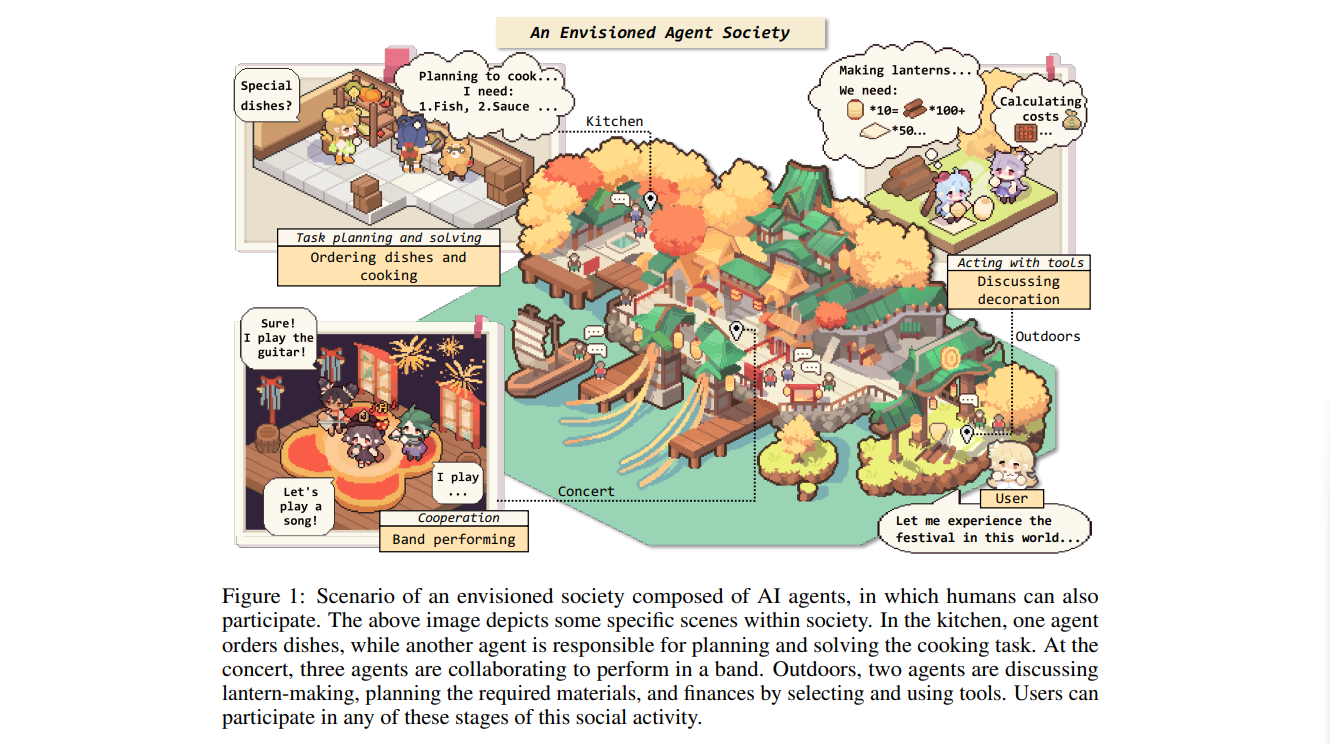 An Envisioned Agent Society
Special
dishes?
Planning to cook...
I need:
1.Fish, 2.Sauce ...
Kitchen
Task planning and solving
Ordering dishes and
cooking
Making lanterns...
We need:
*10= *100+
*50...
Calculating
costs
...
Acting with tools
Discussing
decoration
Outdoors
Sure!
I play the
guitar!
Let's
play a
song!
I play
...
Concert
Cooperation
Band performing
User
Let me experience the
festival in this world...
Figure 1: Scenario of an envisioned society composed of AI agents, in which humans can also
participate. The above image depicts some specific scenes within society. In the kitchen, one agent
orders dishes, while another agent is responsible for planning and solving the cooking task. At the
concert, three agents are collaborating to perform in a band. Outdoors, two agents are discussing
lantern-making, planning the required materials, and finances by selecting and using tools. Users can
participate in any of these stages of this social activity.